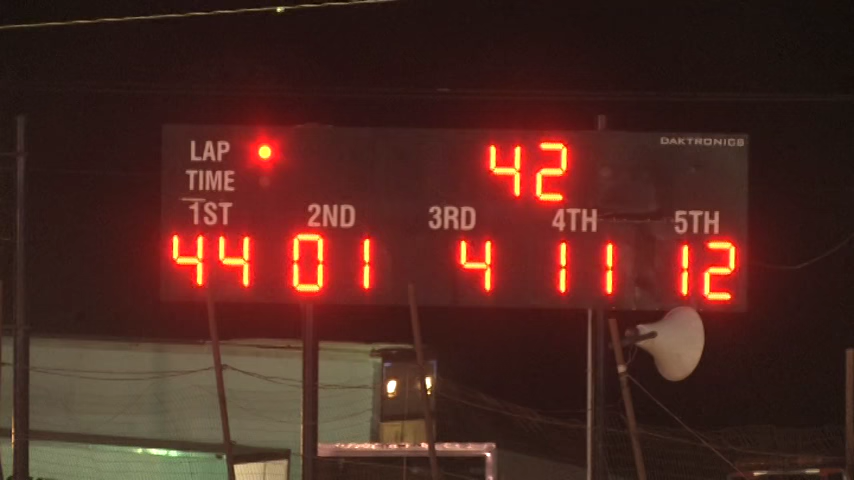 DAKTRONICS
LAP 42
TIME
1ST 2ND 3RD 4TH 5TH
44 01 4 11 12